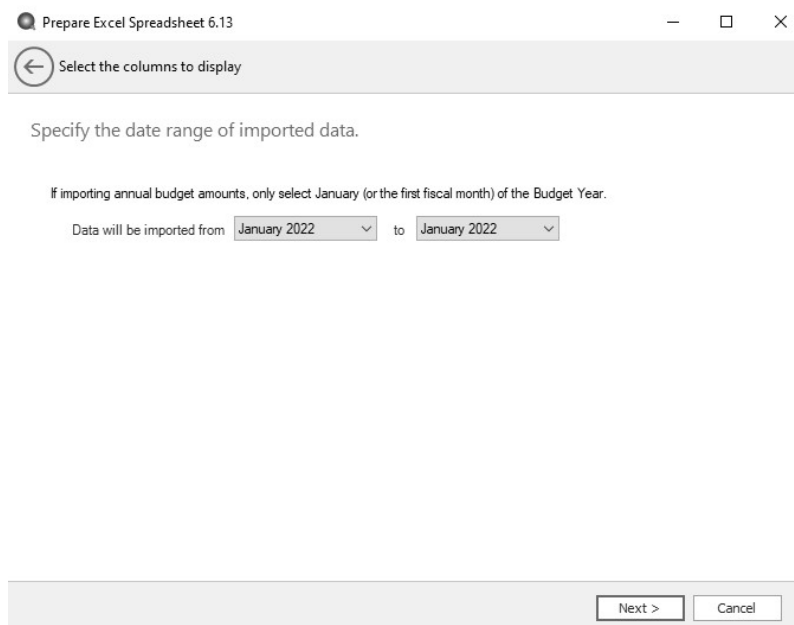 Prepare Excel Spreadsheet 6.13
Select the columns to display
Specify the date range of imported data.
If importing annual budget amounts, only select January (or the first fiscal month) of the Budget Year.
Data will be imported from January 2022 to January 2022
Next > Cancel